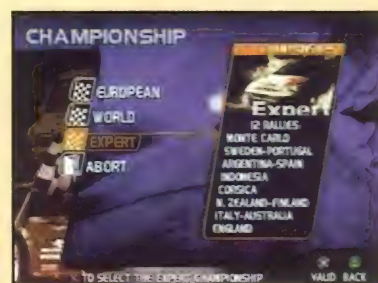 CHAMPIONSHIP
EUROPEAN
WORLD
EXPERT
ABORT
Expert
12 RALLIES:
MONTE CARLO
SWEDEN-PORTUGAL
ARGENTINA-SPAIN
INDONESIA
CORSICA
N. ZEALAND-FINLAND
ITALY-AUSTRALIA
ENGLAND
TO SELECT THE EXPERT CHAMPIONSHIP
VALID BACK